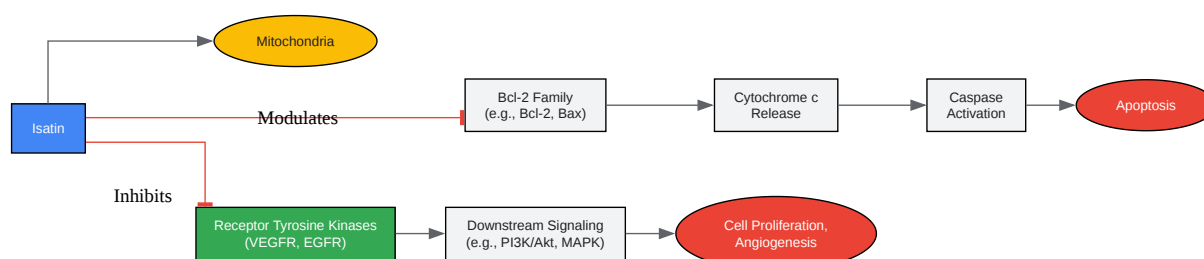 Mitochondria
Isatin
Modulates
Bcl-2 Family
(e.g., Bcl-2, Bax)
Cytochrome c
Release
Caspase
Activation
Apoptosis
Inhibits
Receptor Tyrosine Kinases
(VEGFR, EGFR)
Downstream Signaling
(e.g., PI3K/Akt, MAPK)
Cell Proliferation,
Angiogenesis